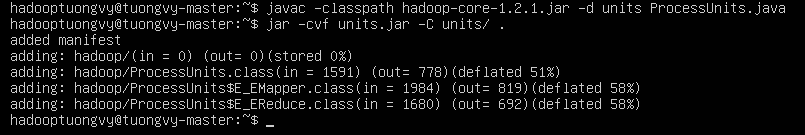 hadooptuongvy@tuongvy-master:~$ javac -classpath hadoop-core-1.2.1.jar -d units ProcessUnits.java
hadooptuongvy@tuongvy-master:~$ jar -cvf units.jar -C units/ .
added manifest
adding: hadoop/(in = 0) (out= 0)(stored 0%)
adding: hadoop/ProcessUnits.class(in = 1591) (out= 778)(deflated 51%)
adding: hadoop/ProcessUnits$E_EMapper.class(in = 1984) (out= 819)(deflated 58%)
adding: hadoop/ProcessUnits$E_EReduce.class(in = 1680) (out= 692)(deflated 58%)
hadooptuongvy@tuongvy-master:~$ _